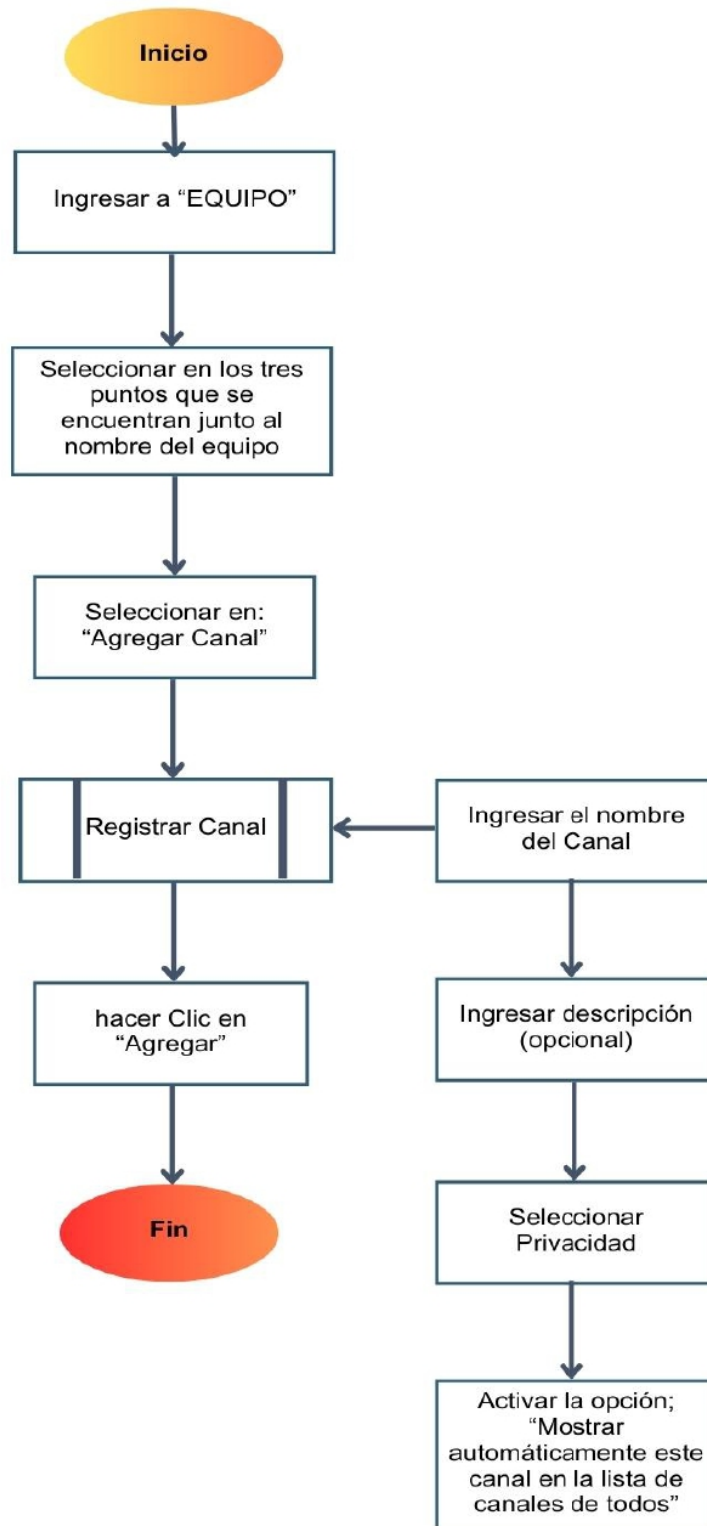 Inicio
Ingresar a “EQUIPO”
Seleccionar en los tres
puntos que se
encuentran junto al
nombre del equipo
Seleccionar en:
“Agregar Canal”
Registrar Canal
Ingresar el nombre
del Canal
hacer Clic en
“Agregar”
Ingresar descripción
(opcional)
Fin
Seleccionar
Privacidad
Activar la opción;
“Mostrar
automáticamente este
canal en la lista de
canales de todos”